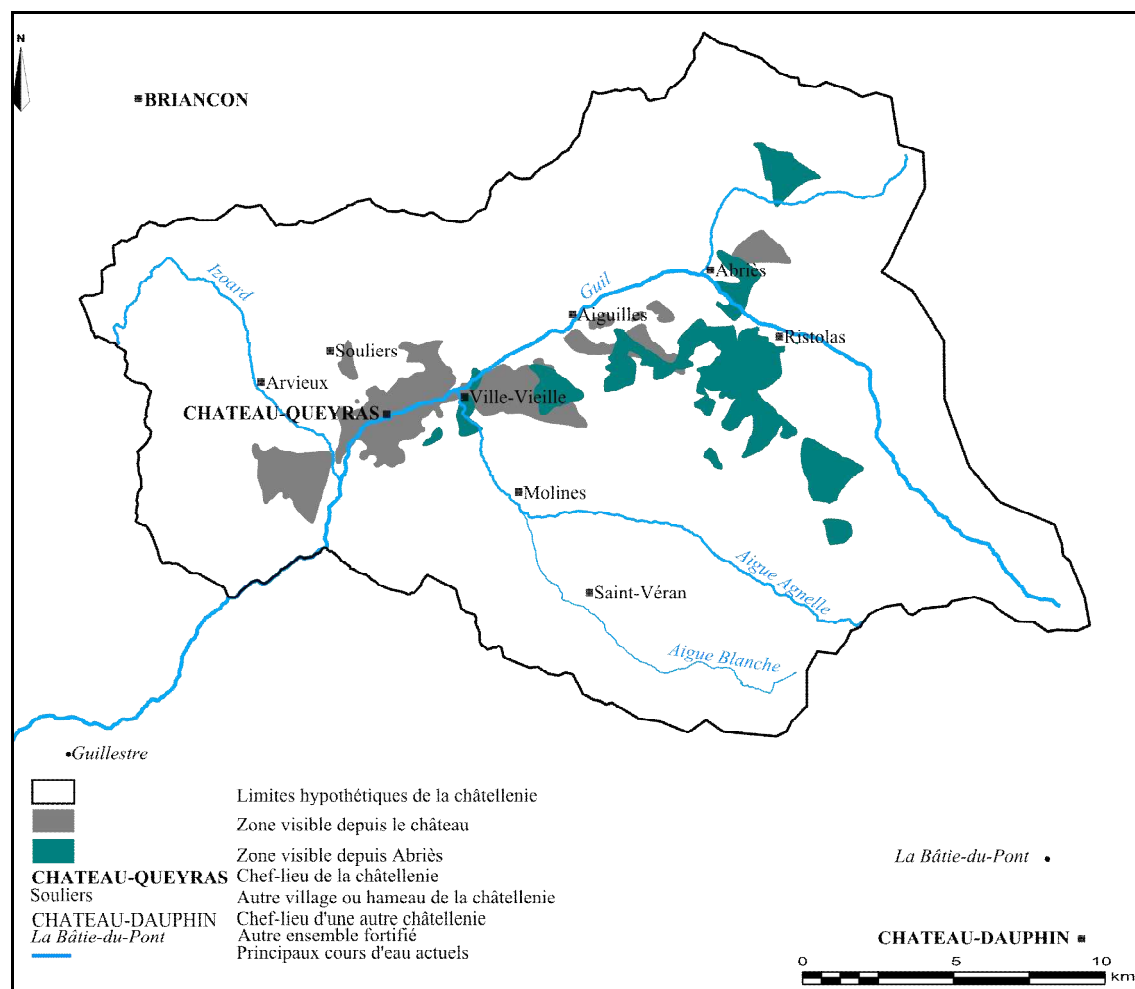 N
BRIANCON
Izoard
Guil
Abriès
Aiguilles
Ristolas
Souliers
Arvieux
Ville-Vieille
CHATEAU-QUEYRAS
Molines
Aigue Agnelle
Saint-Véran
Aigue Blanche
Guillestre
Limites hypothétiques de la châtellenie
Zone visible depuis le château
Zone visible depuis Abriès
CHATEAU-QUEYRAS Chef-lieu de la châtellenie
Souliers Autre village ou hameau de la châtellenie
CHATEAU-DAUPHIN Chef-lieu d'une autre châtellenie
La Bâtie-du-Pont Autre ensemble fortifié
Principaux cours d'eau actuels
La Bâtie-du-Pont
CHATEAU-DAUPHIN
0 5 10
km